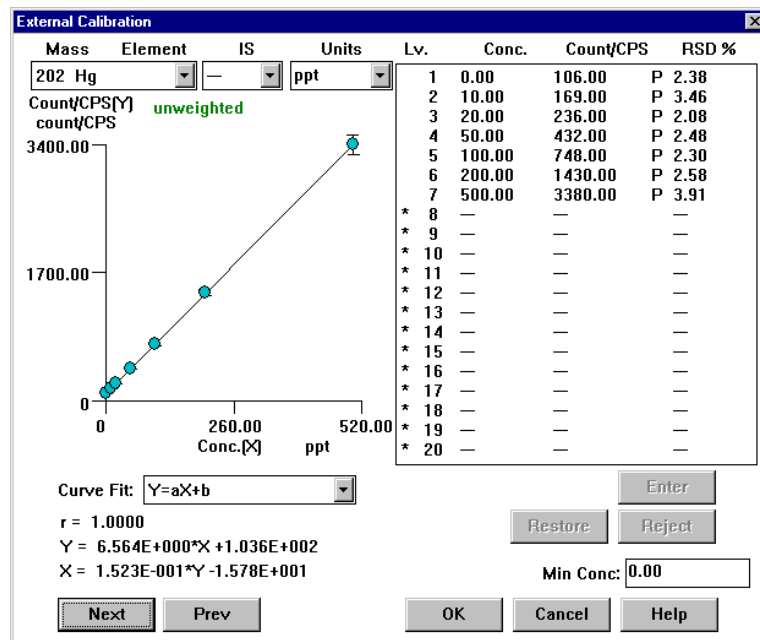 External Calibration
Mass Element IS Units Lv. Conc. Count/CPS RSD %
202 Hg — ppt
Count/CPS[Y] unweighted
count/CPS
3400.00
1700.00
0
0 260.00 520.00
Conc.[X] ppt
1 0.00 106.00 P 2.38
2 10.00 169.00 P 3.46
3 20.00 236.00 P 2.08
4 50.00 432.00 P 2.48
5 100.00 748.00 P 2.30
6 200.00 1430.00 P 2.58
7 500.00 3380.00 P 3.91
* 8 — — —
* 9 — — —
* 10 — — —
* 11 — — —
* 12 — — —
* 13 — — —
* 14 — — —
* 15 — — —
* 16 — — —
* 17 — — —
* 18 — — —
* 19 — — —
* 20 — — —
Curve Fit: Y=aX+b
r = 1.0000
Y = 6.564E+000*X +1.036E+002
X = 1.523E-001*Y -1.578E+001
Enter
Restore Reject
Min Conc: 0.00
Next Prev OK Cancel Help